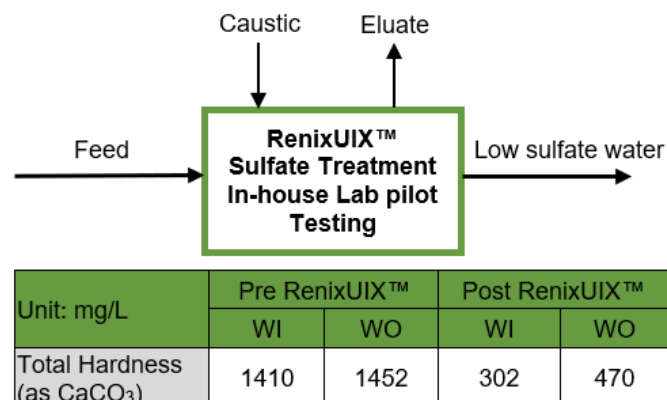 Caustic Eluate
Feed
RenixUIX™
Sulfate Treatment
In-house Lab pilot
Testing
Low sulfate water
Unit: mg/L
Pre RenixUIX™ Post RenixUIX™
WI WO WI WO
Total Hardness
(as CaCO₃)
1410 1452 302 470